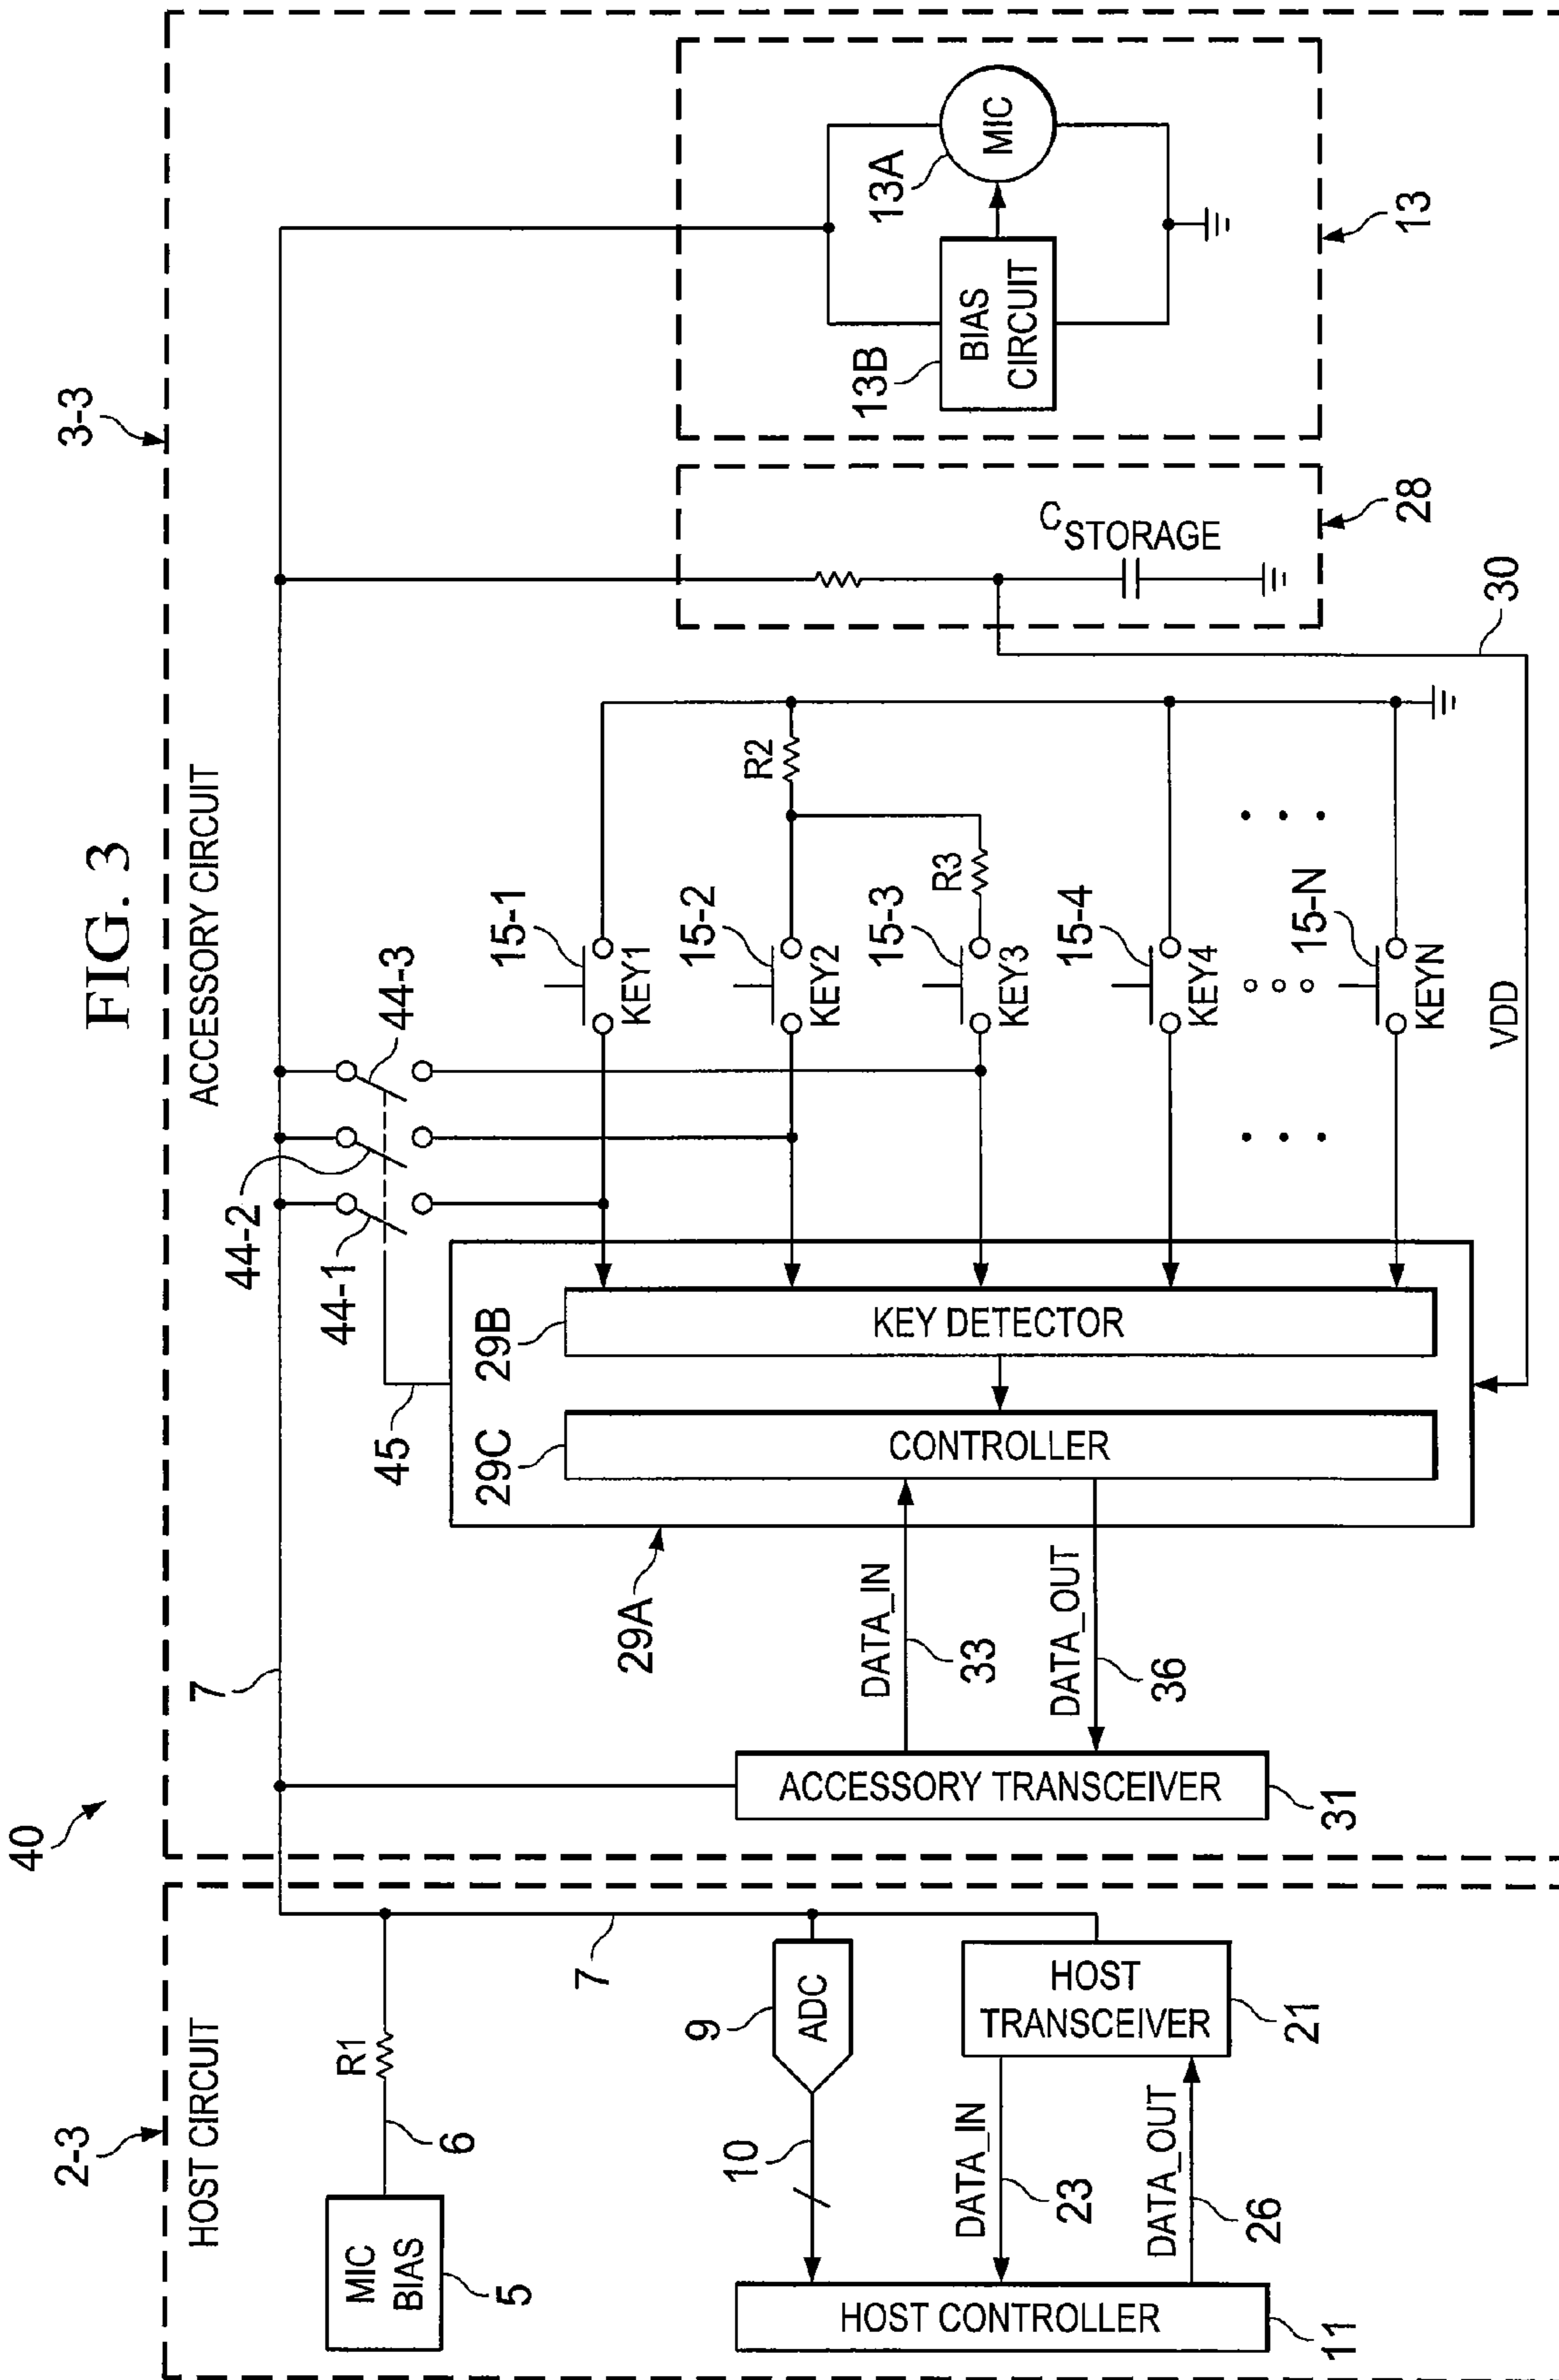 FIG. 3
40
2-3
HOST CIRCUIT
3-3
ACCESSORY CIRCUIT
7
44-2
44-1
44-3
45
MIC
BIAS
5
6
R1
7
9
ADC
10
HOST CONTROLLER
11
DATA_IN
23
DATA_OUT
26
HOST
TRANSCEIVER
21
ACCESSORY TRANSCEIVER
31
DATA_IN
33
DATA_OUT
36
29A
29C
CONTROLLER
29B
KEY DETECTOR
15-1
KEY1
15-2
KEY2
R2
15-3
KEY3
R3
15-4
KEY4
15-N
KEYN
VDD
30
CSTORAGE
28
13B
BIAS
CIRCUIT
13A
MIC
13